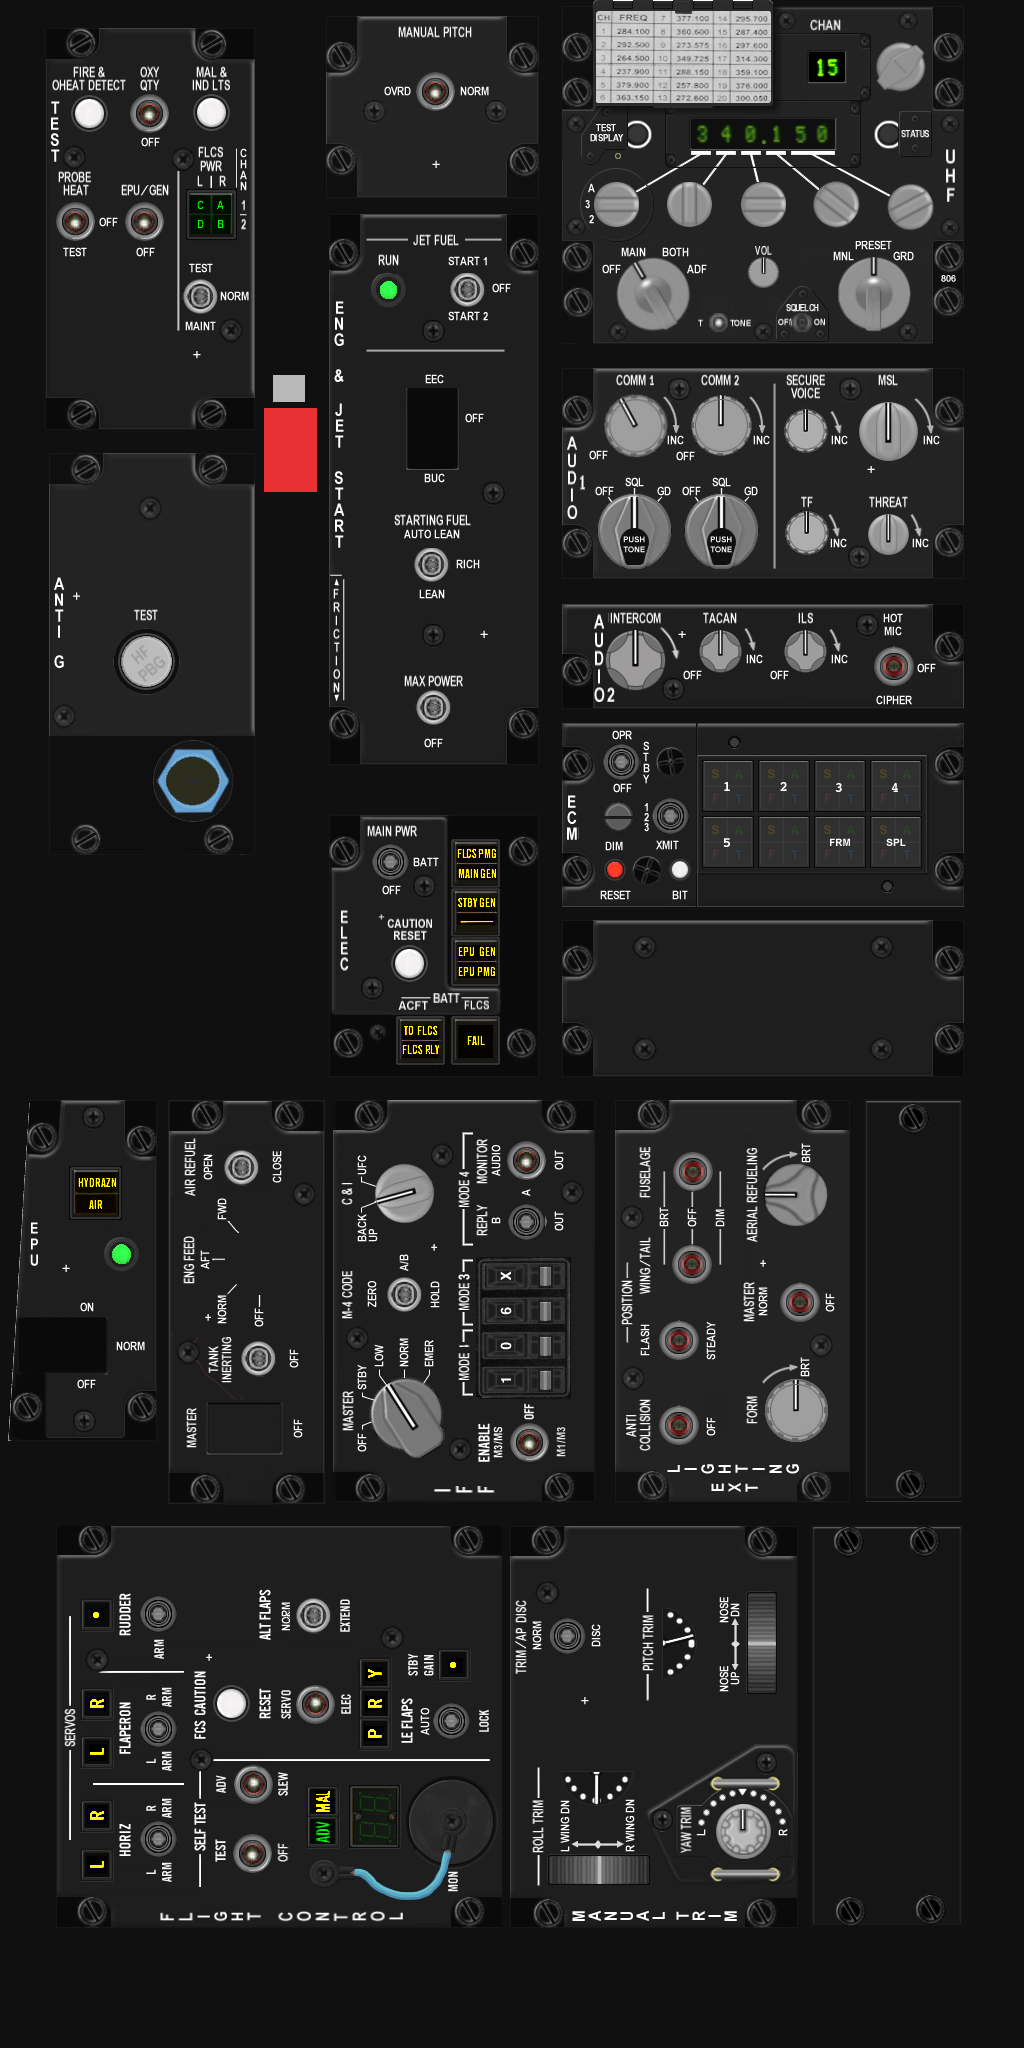 TEST
FIRE &
OHEAT DETECT
OXY
QTY
OFF
MAL &
IND LTS
FLCS
PWR
L | R
CHAN
C A
D B
1
2
PROBE
HEAT
OFF
TEST
EPU/GEN
OFF
TEST
NORM
MAINT
MANUAL PITCH
OVRD
NORM
CH FREQ 7 377.100 14 295.700
1 284.100 8 360.600 15 287.400
2 292.500 9 273.575 16 297.600
3 264.500 10 349.725 17 314.300
4 237.900 11 288.150 18 359.100
5 379.900 12 257.800 19 376.000
6 363.150 13 272.600 20 300.050
CHAN
15
TEST
DISPLAY
340.150
STATUS
UHF
A
3
2
OFF
MAIN
BOTH
ADF
VOL
PRESET
MNL
GRD
806
T
TONE
SQUELCH
OFF
ON
ENG & JET START
JET FUEL
RUN
START 1
OFF
START 2
EEC
OFF
BUC
STARTING FUEL
AUTO LEAN
RICH
LEAN
FRICTION
MAX POWER
OFF
ANTI G
TEST
HF
PBG
AUDIO 1
COMM 1
OFF
INC
COMM 2
OFF
INC
SECURE
VOICE
INC
MSL
INC
OFF
SQL
GD
PUSH
TONE
OFF
SQL
GD
PUSH
TONE
TF
INC
THREAT
INC
AUDIO2
INTERCOM
TACAN
OFF
INC
ILS
OFF
INC
HOT
MIC
OFF
CIPHER
ECM
OPR
STBY
OFF
1
2
3
DIM
XMIT
RESET
BIT
S A
1
F T
S A
2
F T
S A
3
F T
S A
4
F T
S A
5
F T
S A
F T
S A
FRM
F T
S A
SPL
F T
ELEC
MAIN PWR
BATT
OFF
CAUTION
RESET
FLCS PMG
MAIN GEN
STBY GEN
EPU GEN
EPU PMG
BATT
ACFT
FLCS
TO FLCS
FLCS RLY
FAIL
EPU
HYDRAZN
AIR
ON
NORM
OFF
AIR REFUEL
OPEN
CLOSE
ENG FEED
FWD
AFT
NORM
OFF
TANK
INERTING
OFF
MASTER
OFF
IFF
C & I
UFC
BACK
UP
M-4 CODE
ZERO
A/B
HOLD
MASTER
OFF
STBY
LOW
NORM
EMER
MODE 4
MONITOR
AUDIO
OUT
REPLY
B
A
OUT
MODE 1
MODE 3
1
0
6
X
ENABLE
M3/MS
OFF
M1/M3
EXT
LIGHTING
FUSELAGE
POSITION
WING/TAIL
BRT
OFF
DIM
FLASH
STEADY
ANTI
COLLISION
OFF
AERIAL REFUELING
BRT
MASTER
NORM
OFF
FORM
BRT
FLIGHT CONTROL
SERVOS
RUDDER
ARM
FLAPERON
L
R
L
ARM
R
ARM
HORIZ
L
R
L
ARM
R
ARM
ALT FLAPS
NORM
EXTEND
FCS CAUTION
RESET
SERVO
ELEC
P
R
Y
STBY
GAIN
LE FLAPS
AUTO
LOCK
SELF TEST
ADV
SLEW
TEST
OFF
ADV
MAL
88
MON
MANUAL TRIM
TRIM/AP DISC
NORM
DISC
PITCH TRIM
NOSE
DN
NOSE
UP
ROLL TRIM
L WING DN
R WING DN
YAW TRIM
L
R